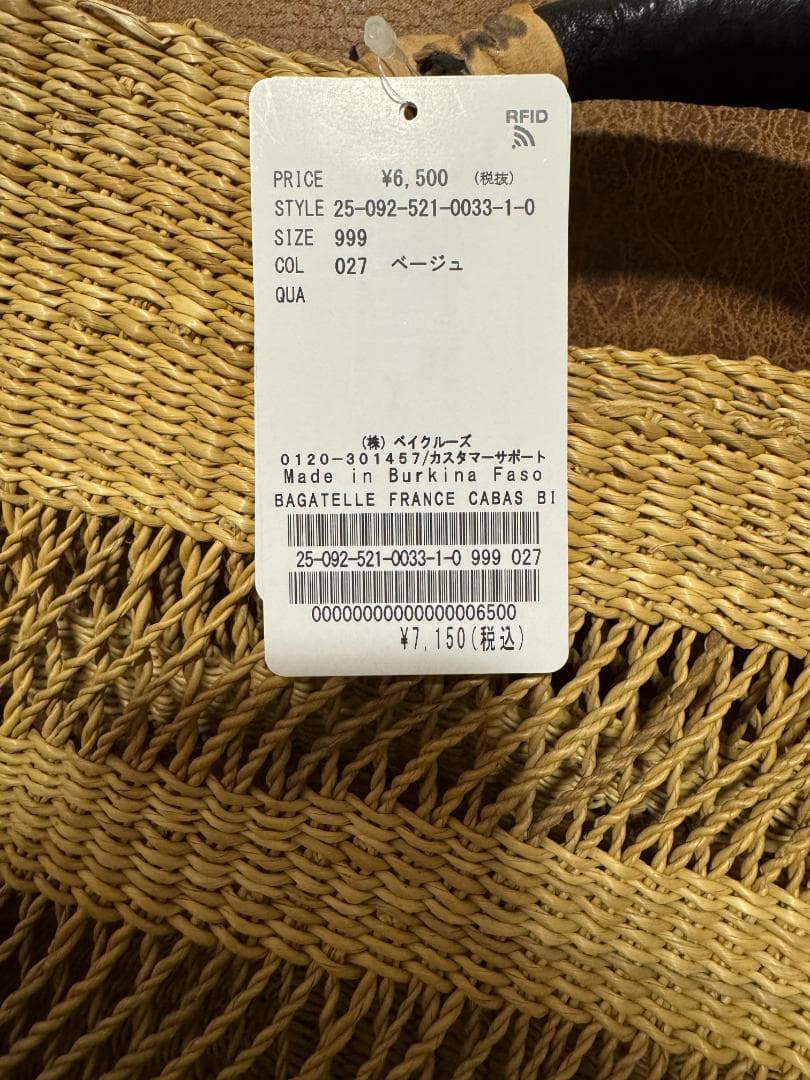 RFID
PRICE ¥6,500 (税抜)
STYLE 25-092-521-0033-1-0
SIZE 999
COL 027 ベージュ
QUA
(株) ベイクルーズ
0120-301457/カスタマーサポート
Made in Burkina Faso
BAGATELLE FRANCE CABAS BI
25-092-521-0033-1-0 999 027
00000000000000006500
¥7,150(税込)